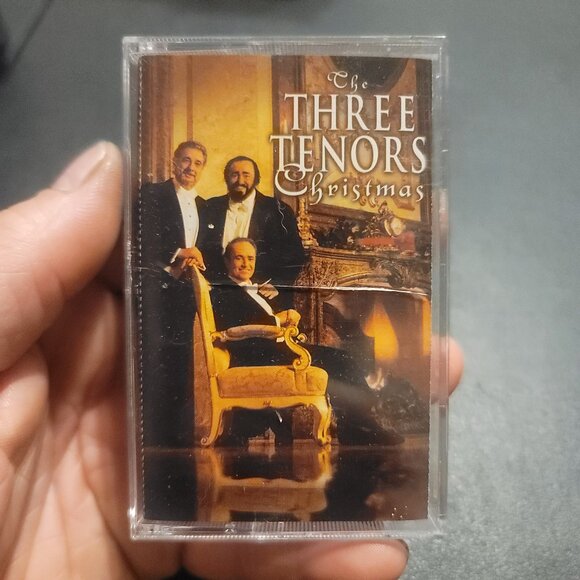 The
THREE
TENORS
Christmas